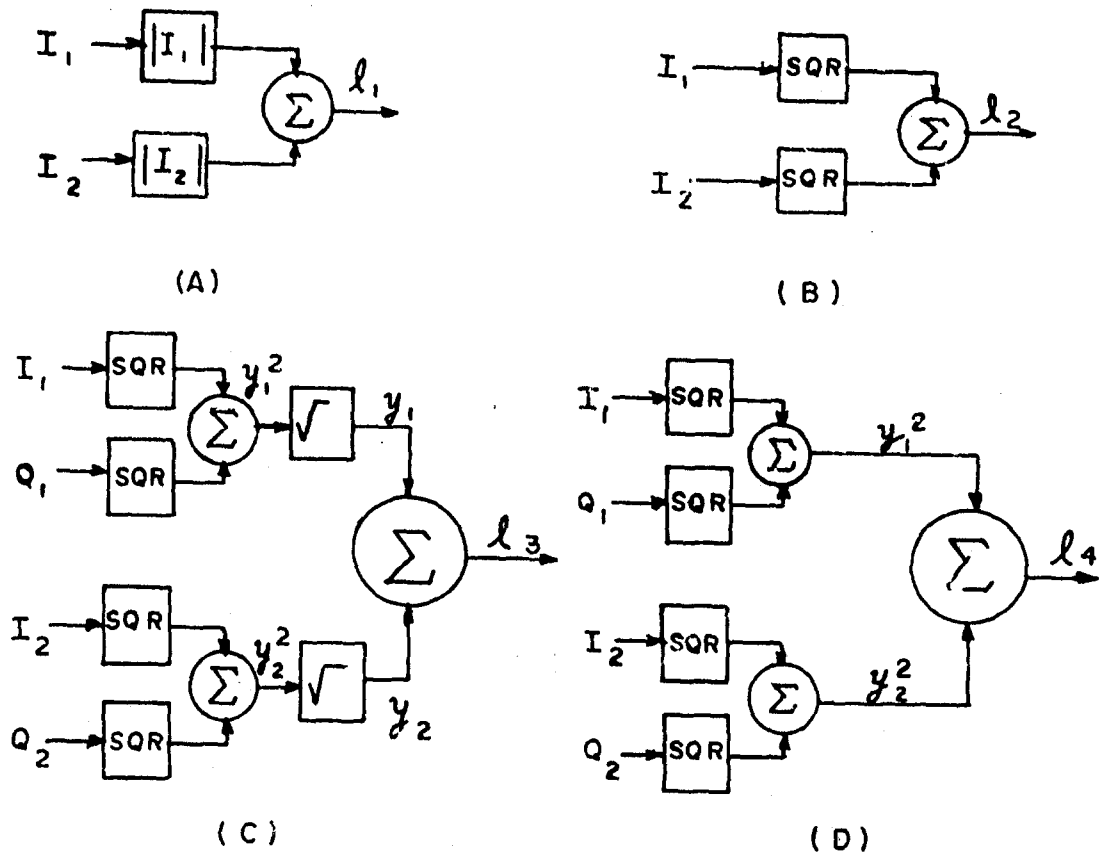 I₁ |I₁| ℓ₁
Σ
I₂ |I₂|
(A)
I₁ SQR ℓ₂
Σ
I₂ SQR
(B)
I₁ SQR y₁² √ y₁
Σ
Q₁ SQR
Σ ℓ₃
I₂ SQR y₂² √ y₂
Σ
Q₂ SQR
(C)
I₁ SQR y₁²
Σ
Q₁ SQR
Σ ℓ₄
I₂ SQR y₂²
Σ
Q₂ SQR
(D)